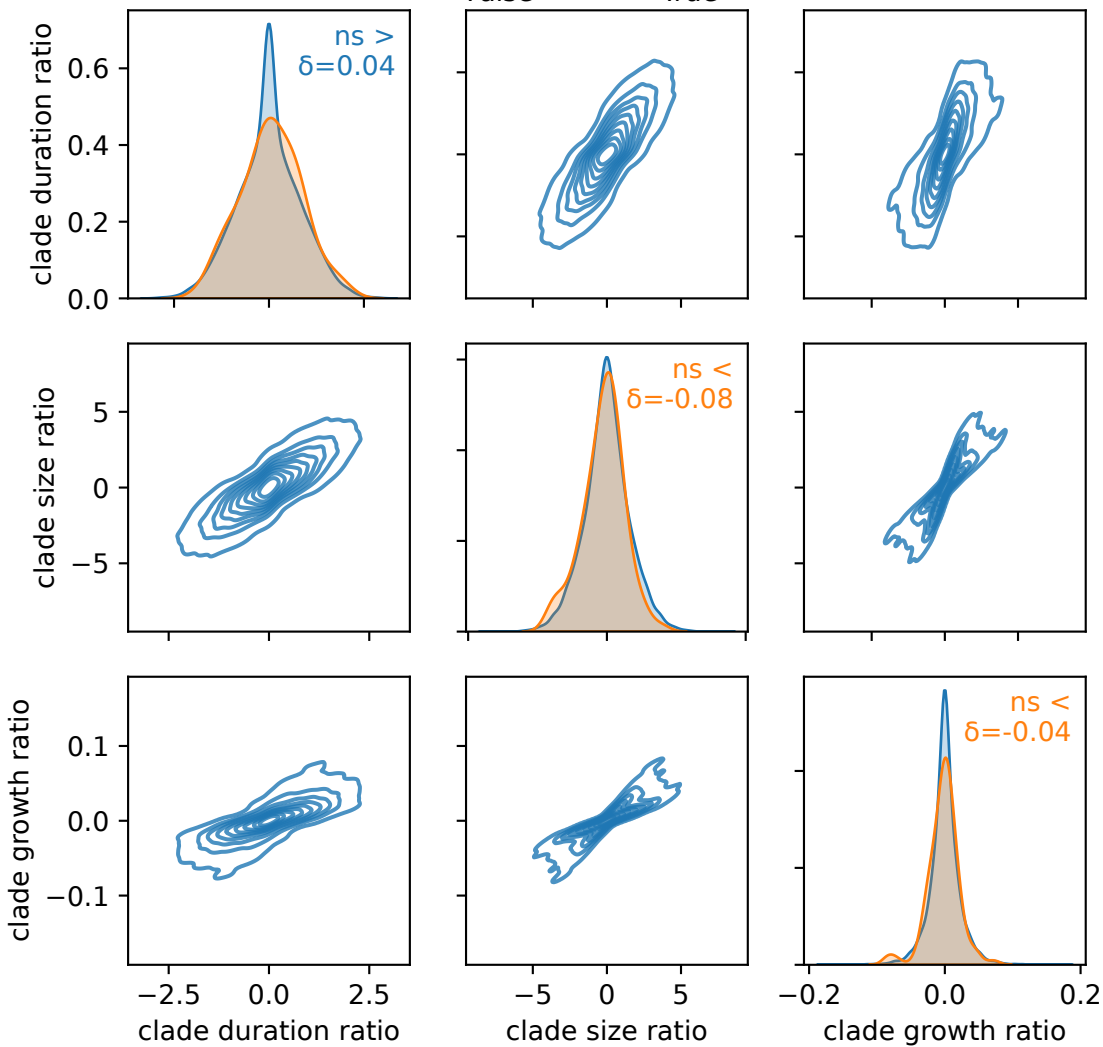 clade duration ratio
0.6
0.4
0.2
0.0
ns >
δ=0.04
clade size ratio
5
0
−5
ns <
δ=-0.08
clade growth ratio
0.1
0.0
−0.1
ns <
δ=-0.04
−2.5 0.0 2.5
−5 0 5
−0.2 0.0 0.2
clade duration ratio
clade size ratio
clade growth ratio